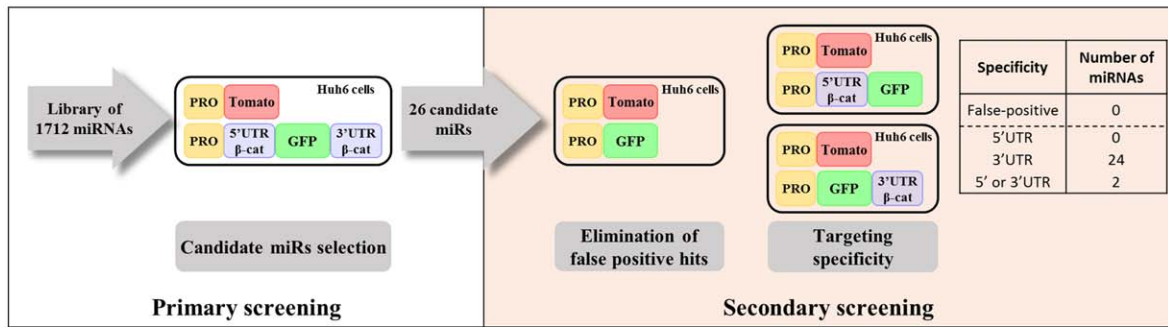 Library of
1712 miRNAs
Huh6 cells
PRO Tomato
PRO 5'UTR β-cat GFP 3'UTR β-cat
Candidate miRs selection
Primary screening
26 candidate
miRs
Huh6 cells
PRO Tomato
PRO GFP
Elimination of
false positive hits
Huh6 cells
PRO Tomato
PRO 5'UTR β-cat GFP
Huh6 cells
PRO Tomato
PRO GFP 3'UTR β-cat
Targeting
specificity
Specificity Number of miRNAs
False-positive 0
5'UTR 0
3'UTR 24
5' or 3'UTR 2
Secondary screening